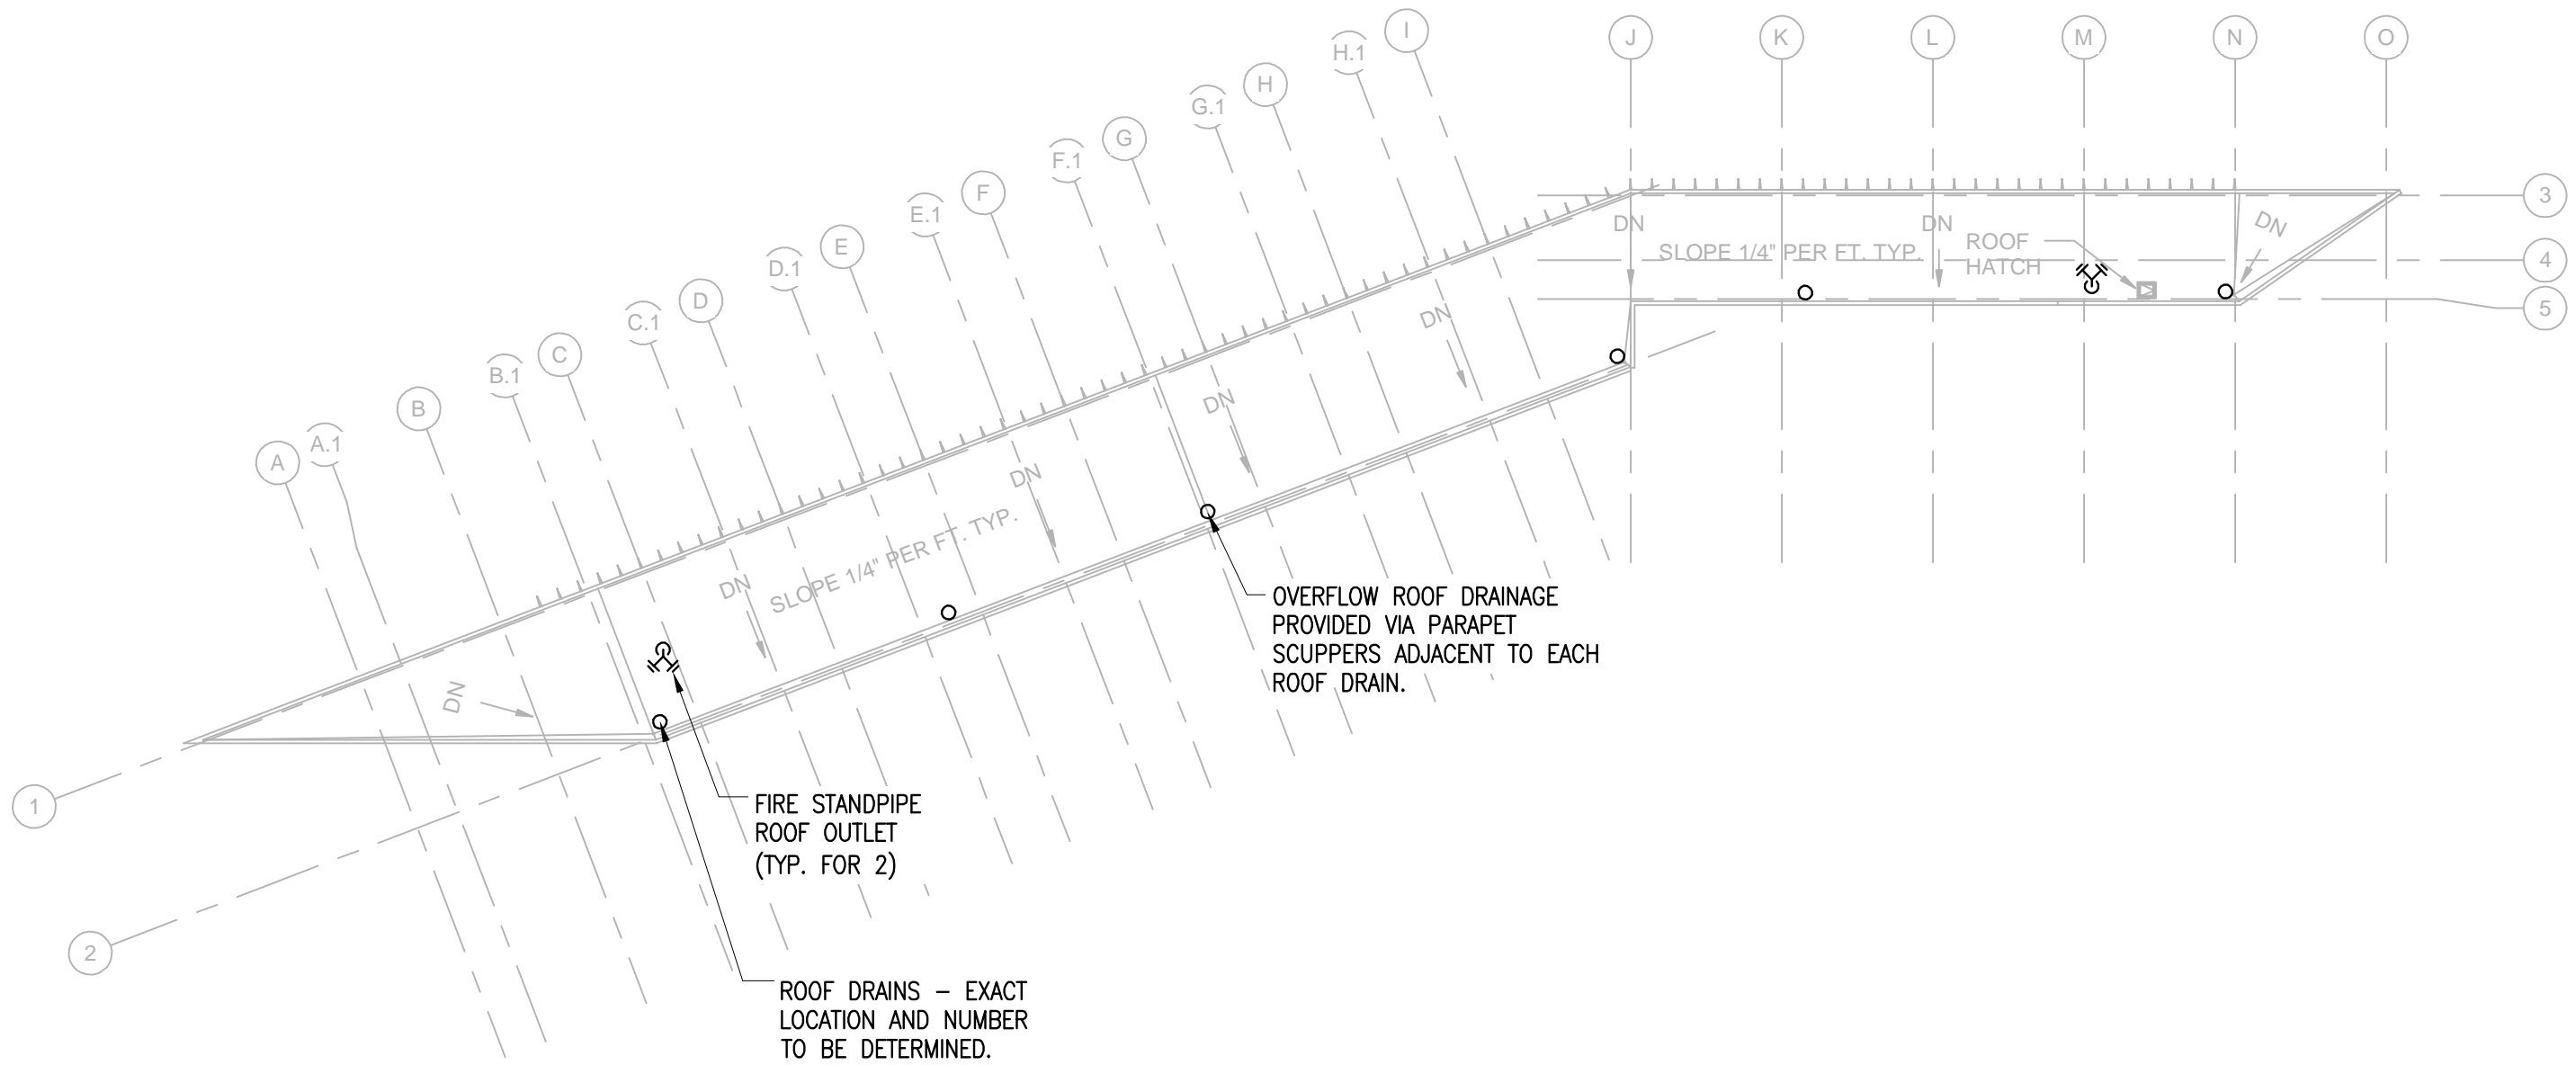 A
A.1
B
B.1
C
C.1
D
D.1
E
E.1
F
F.1
G
G.1
H
H.1
I
J
K
L
M
N
O
3
4
5
1
2
DN
DN
DN
SLOPE 1/4" PER FT. TYP.
ROOF
HATCH
DN
DN
DN
DN
DN
SLOPE 1/4" PER FT. TYP.
OVERFLOW ROOF DRAINAGE
PROVIDED VIA PARAPET
SCUPPERS ADJACENT TO EACH
ROOF DRAIN.
FIRE STANDPIPE
ROOF OUTLET
(TYP. FOR 2)
ROOF DRAINS – EXACT
LOCATION AND NUMBER
TO BE DETERMINED.